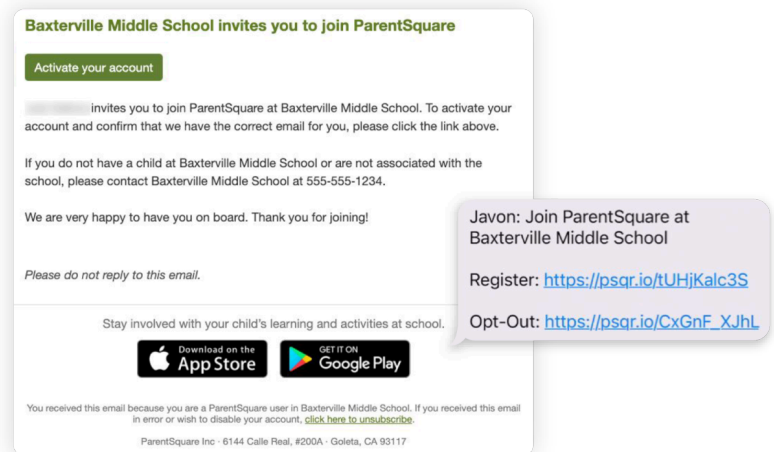 Baxterville Middle School invites you to join ParentSquare
Activate your account
invites you to join ParentSquare at Baxterville Middle School. To activate your
account and confirm that we have the correct email for you, please click the link above.
If you do not have a child at Baxterville Middle School or are not associated with the
school, please contact Baxterville Middle School at 555-555-1234.
We are very happy to have you on board. Thank you for joining!
Please do not reply to this email.
Stay involved with your child's learning and activities at school.
Download on the
App Store
GET IT ON
Google Play
You received this email because you are a ParentSquare user in Baxterville Middle School. If you received this email
in error or wish to disable your account, click here to unsubscribe.
ParentSquare Inc · 6144 Calle Real, #200A · Goleta, CA 93117
Javon: Join ParentSquare at
Baxterville Middle School
Register: https://psqr.io/tUHjKalc3S
Opt-Out: https://psqr.io/CxGnF_XJhL